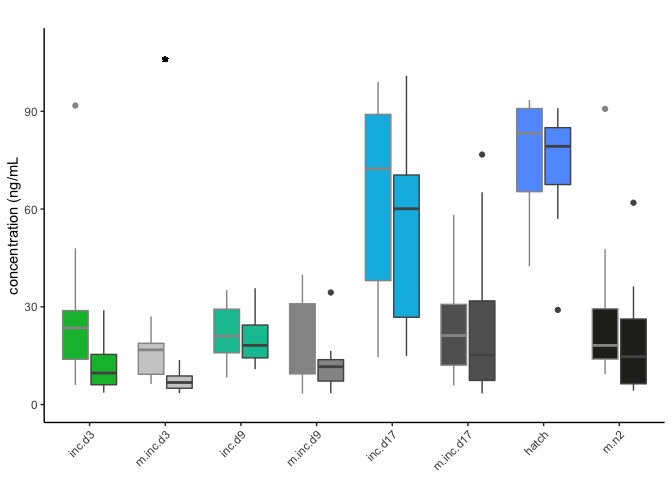 concentration (ng/mL
90
60
30
0
inc.d3
m.inc.d3
inc.d9
m.inc.d9
inc.d17
m.inc.d17
hatch
m.n2